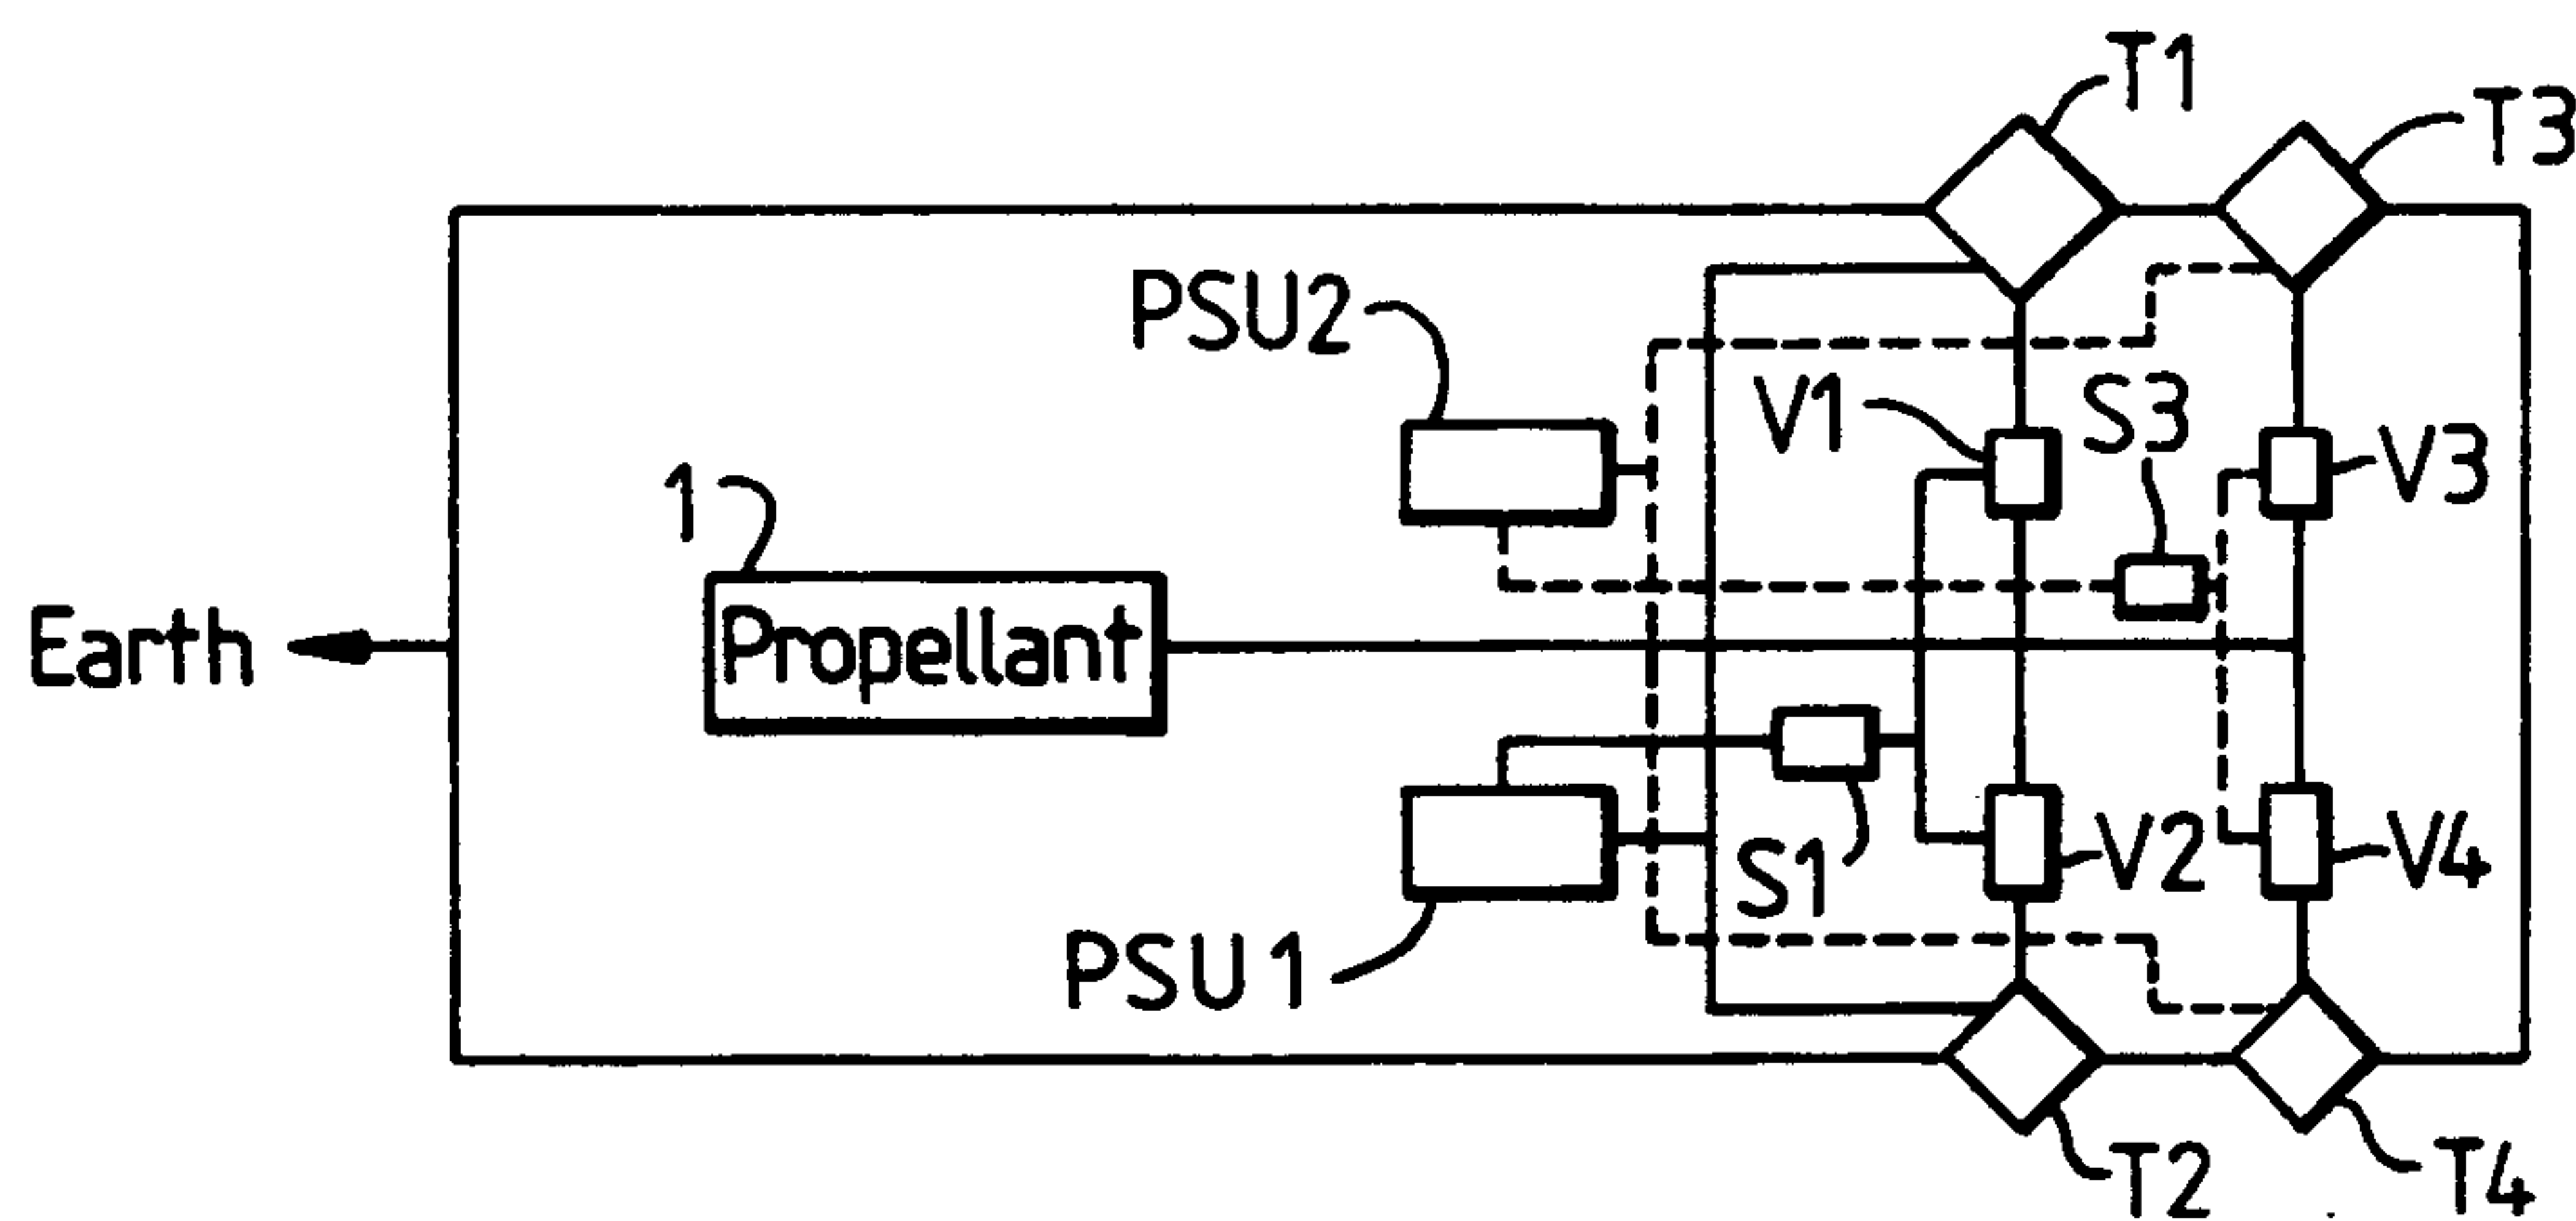 T1
T3
PSU2
V1
S3
V3
1
Propellant
Earth
S1
V2
V4
PSU1
T2
T4